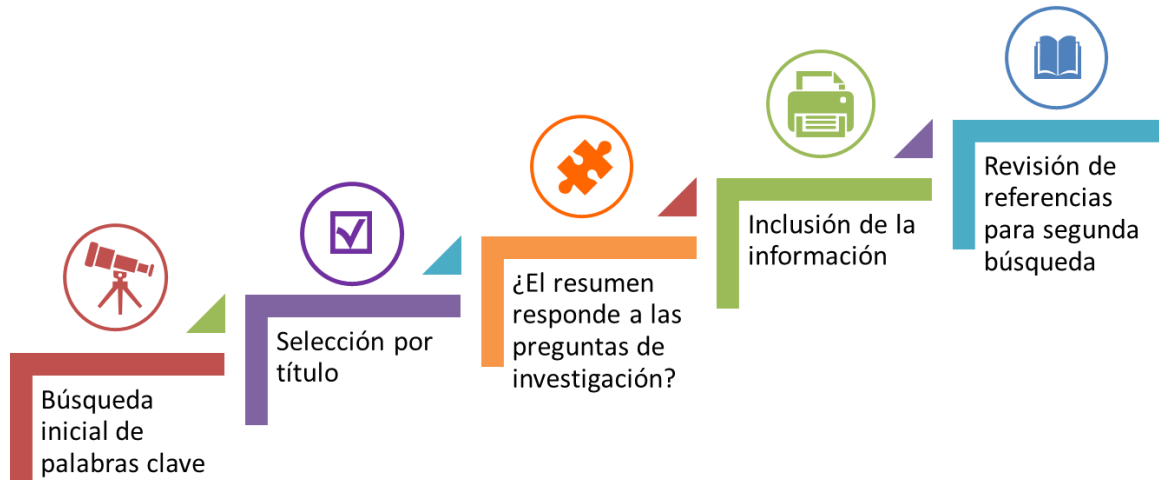 Búsqueda
inicial de
palabras clave
Selección por
título
¿El resumen
responde a las
preguntas de
investigación?
Inclusión de la
información
Revisión de
referencias
para segunda
búsqueda